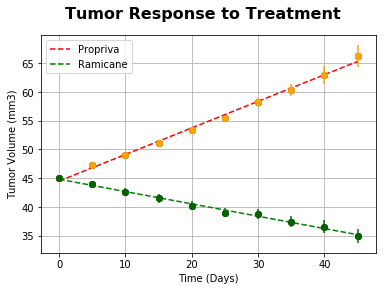 Tumor Response to Treatment
Propriva
Ramicane
Tumor Volume (mm3)
65
60
55
50
45
40
35
0
10
20
30
40
Time (Days)